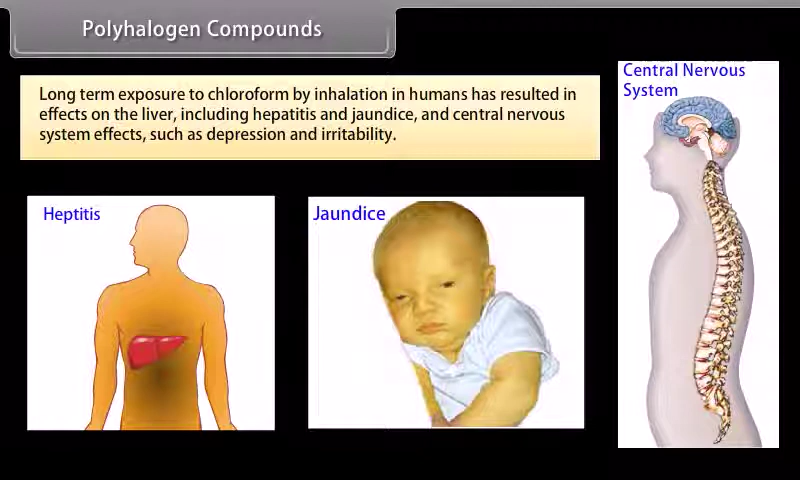 Polyhalogen Compounds
Long term exposure to chloroform by inhalation in humans has resulted in
effects on the liver, including hepatitis and jaundice, and central nervous
system effects, such as depression and irritability.
Central Nervous
System
Heptitis
Jaundice